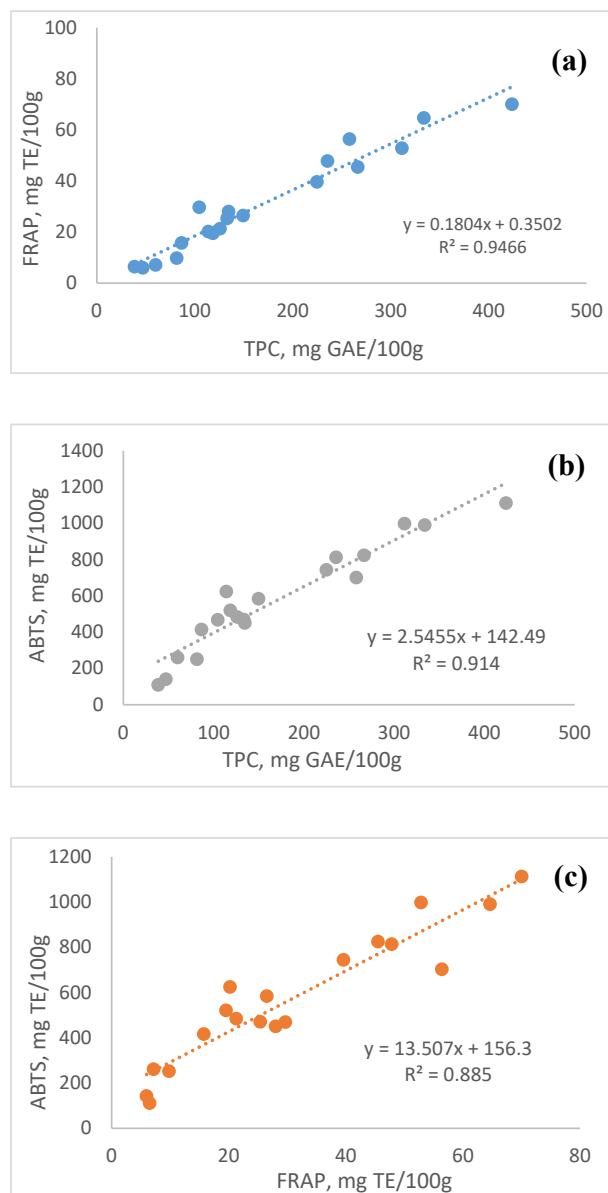 (a)
FRAP, mg TE/100g
100
80
60
40
20
0
y = 0.1804x + 0.3502
R² = 0.9466
0 100 200 300 400 500
TPC, mg GAE/100g
(b)
ABTS, mg TE/100g
1400
1200
1000
800
600
400
200
0
y = 2.5455x + 142.49
R² = 0.914
0 100 200 300 400 500
TPC, mg GAE/100g
(c)
ABTS, mg TE/100g
1200
1000
800
600
400
200
0
y = 13.507x + 156.3
R² = 0.885
0 20 40 60 80
FRAP, mg TE/100g